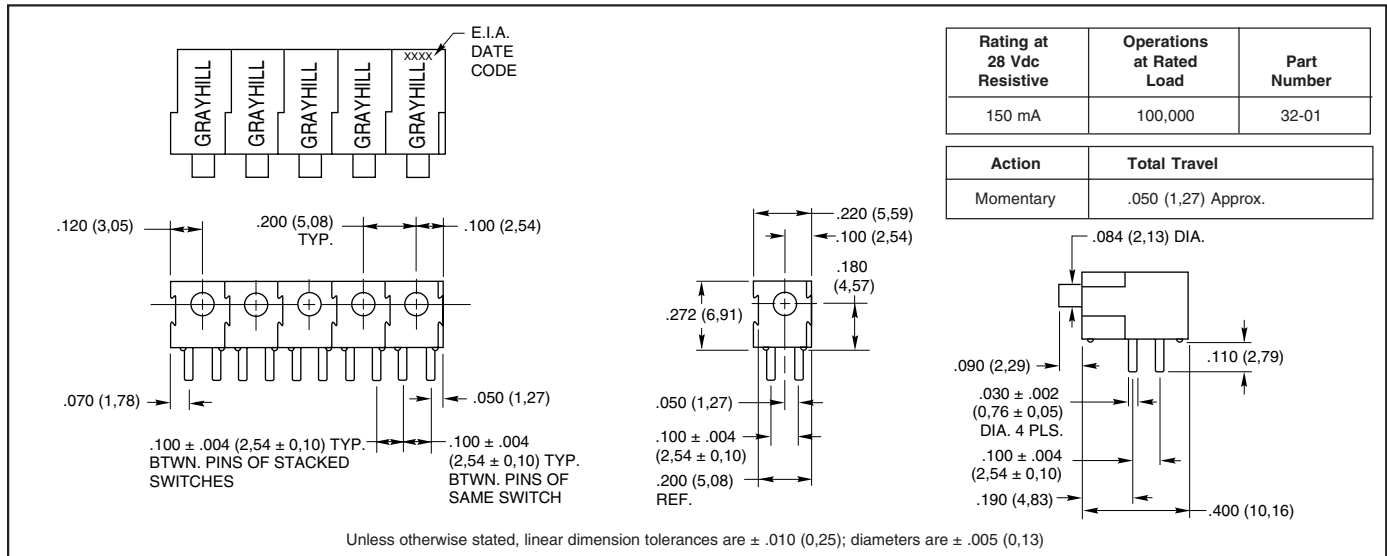 E.I.A.
DATE
CODE
XXXX
GRAYHILL
GRAYHILL
GRAYHILL
GRAYHILL
GRAYHILL
Rating at
28 Vdc
Resistive
Operations
at Rated
Load
Part
Number
150 mA
100,000
32-01
Action
Total Travel
Momentary
.050 (1,27) Approx.
.120 (3,05)
.200 (5,08)
TYP.
.100 (2,54)
.070 (1,78)
.050 (1,27)
.100 ± .004 (2,54 ± 0,10) TYP.
BTWN. PINS OF STACKED
SWITCHES
.100 ± .004
(2,54 ± 0,10) TYP.
BTWN. PINS OF
SAME SWITCH
.220 (5,59)
.100 (2,54)
.180
(4,57)
.272 (6,91)
.050 (1,27)
.100 ± .004
(2,54 ± 0,10)
.200 (5,08)
REF.
.084 (2,13) DIA.
.090 (2,29)
.110 (2,79)
.030 ± .002
(0,76 ± 0,05)
DIA. 4 PLS.
.100 ± .004
(2,54 ± 0,10)
.190 (4,83)
.400 (10,16)
Unless otherwise stated, linear dimension tolerances are ± .010 (0,25); diameters are ± .005 (0,13)